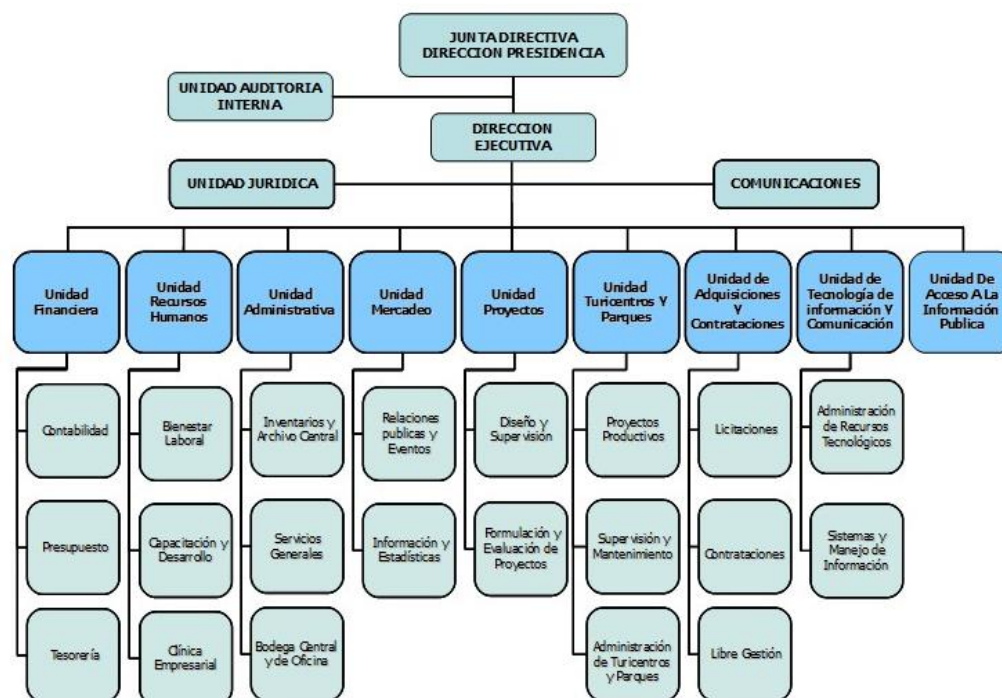 JUNTA DIRECTIVA
DIRECCION PRESIDENCIA
UNIDAD AUDITORIA
INTERNA
DIRECCION
EJECUTIVA
UNIDAD JURIDICA
COMUNICACIONES
Unidad
Financiera
Unidad
Recursos
Humanos
Unidad
Administrativa
Unidad
Mercadeo
Unidad
Proyectos
Unidad
Turicentros Y
Parques
Unidad de
Adquisiciones
Y
Contrataciones
Unidad de
Tecnología de
información Y
Comunicación
Unidad De
Acceso A La
Información
Publica
Contabilidad
Bienestar
Laboral
Inventarios y
Archivo Central
Relaciones
publicas y
Eventos
Diseño y
Supervisión
Proyectos
Productivos
Licitaciones
Administración
de Recursos
Tecnológicos
Presupuesto
Capacitación y
Desarrollo
Servicios
Generales
Información y
Estadísticas
Formulación y
Evaluación de
Proyectos
Supervisión y
Mantenimiento
Contrataciones
Sistemas y
Manejo de
Información
Tesorería
Clínica
Empresarial
Bodega Central
y de Oficina
Administración
de Turicentros
y Parques
Libre Gestión